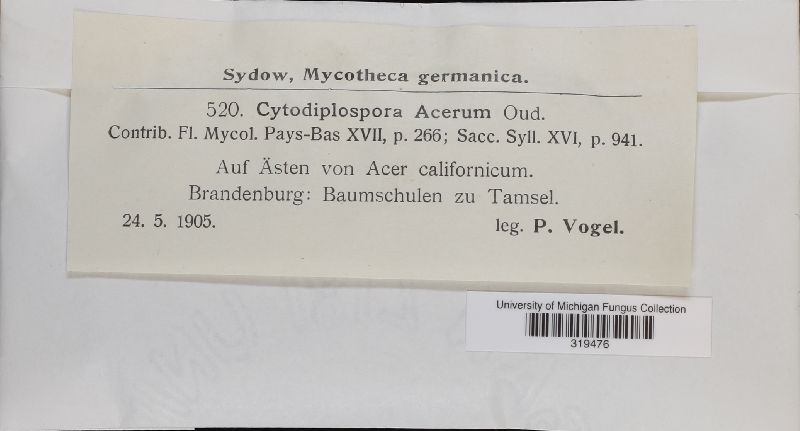 Sydow, Mycotheca germanica.
520. Cytodiplospora Acerum Oud.
Contrib. Fl. Mycol. Pays-Bas XVII, p. 266; Sacc. Syll. XVI, p. 941.
Auf Ästen von Acer californicum.
Brandenburg: Baumschulen zu Tamsel.
24. 5. 1905. leg. P. Vogel.
University of Michigan Fungus Collection
319476